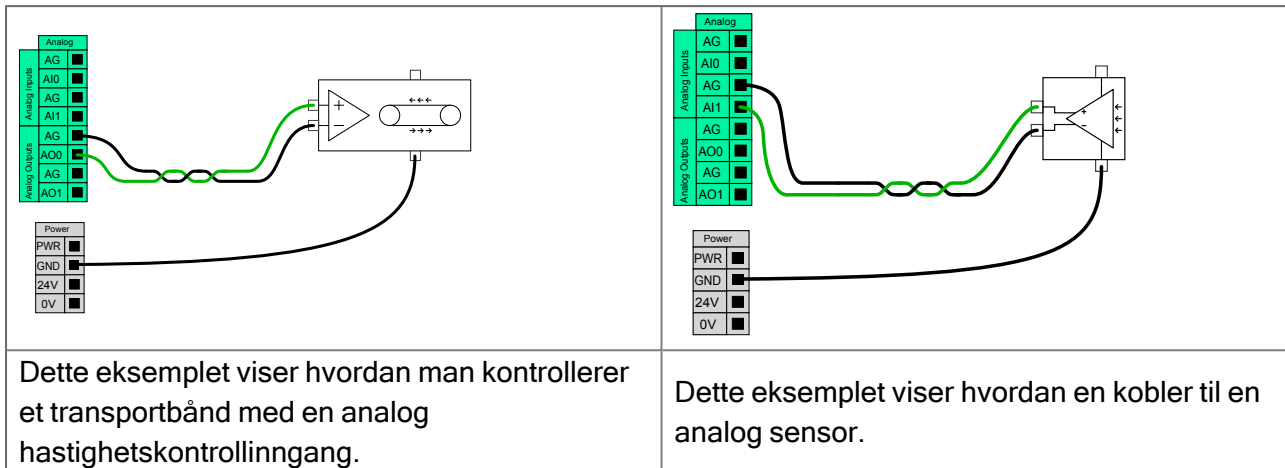 Analog
Analog Inputs
AG
AI0
AG
AI1
Analog Outputs
AG
AO0
AG
AO1
Power
PWR
GND
24V
0V
+
−
Analog
Analog Inputs
AG
AI0
AG
AI1
Analog Outputs
AG
AO0
AG
AO1
Power
PWR
GND
24V
0V
+
−
Dette eksemplet viser hvordan man kontrollerer
et transportbånd med en analog
hastighetskontrollinngang.
Dette eksemplet viser hvordan en kobler til en
analog sensor.